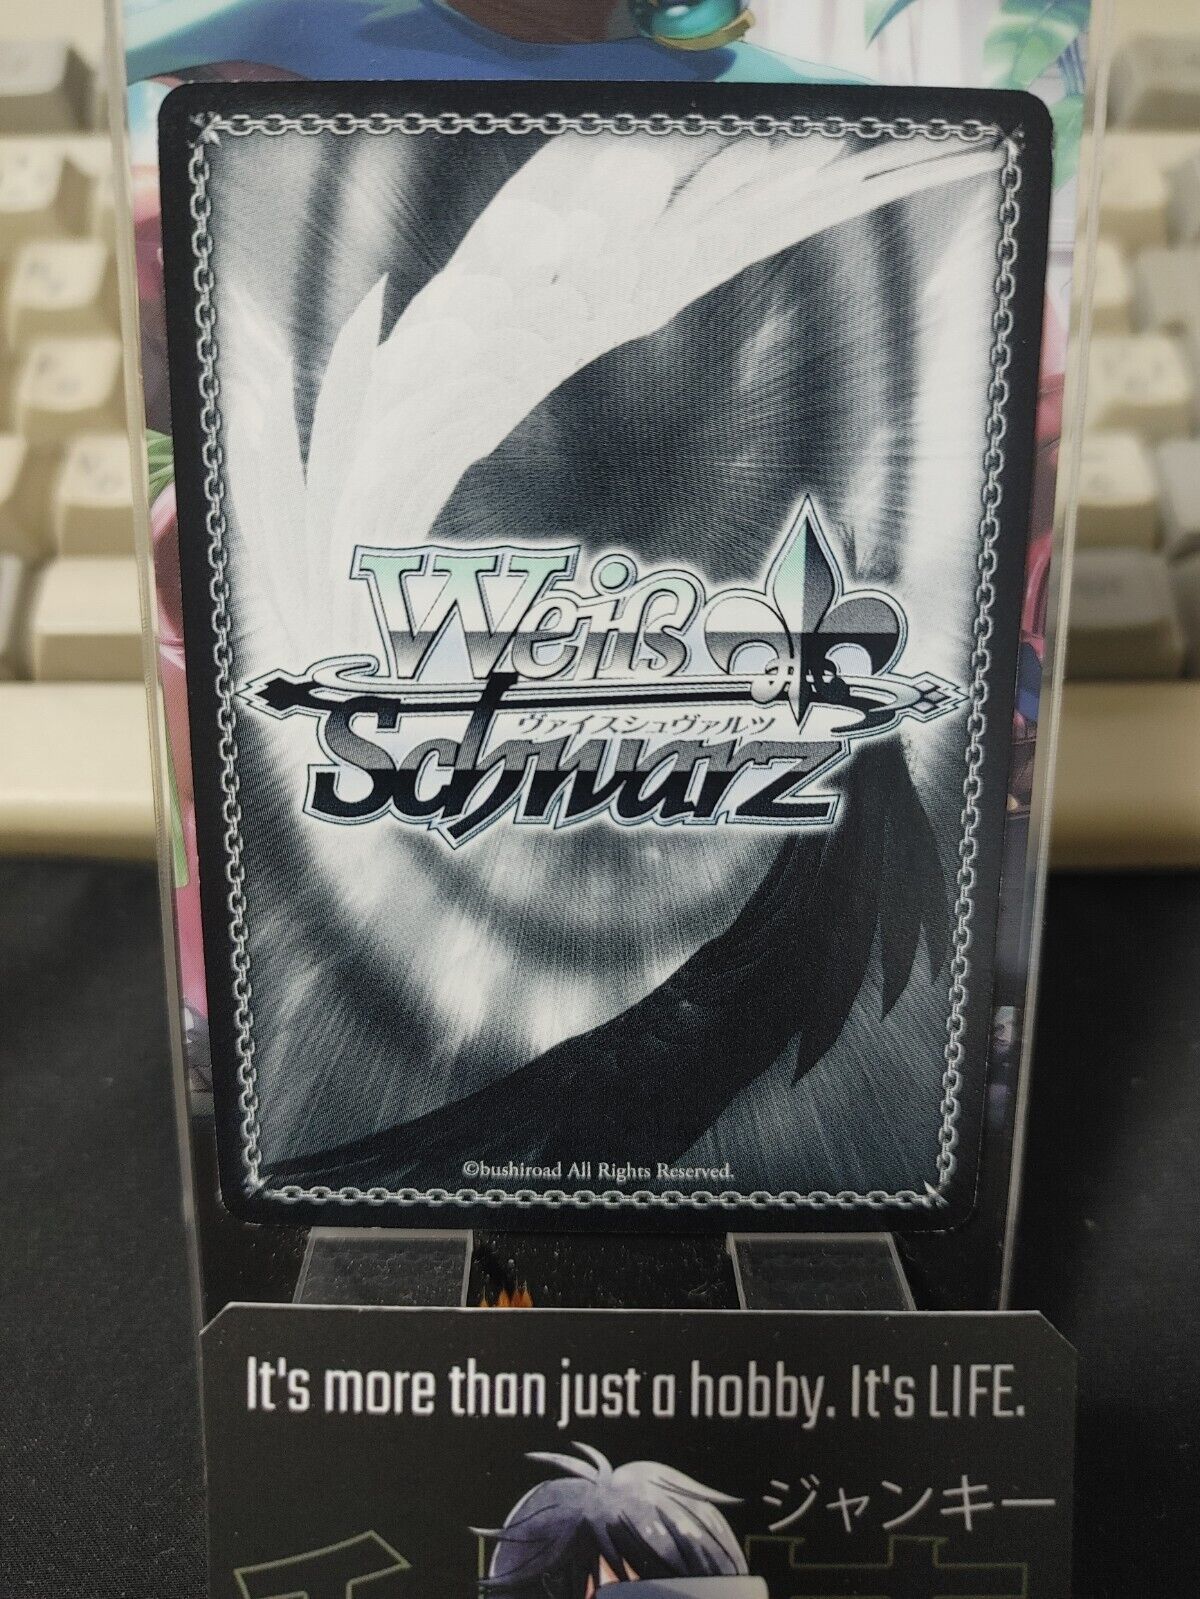 Weiß
Schwarz
ヴァイスシュヴァルツ
©bushiroad All Rights Reserved.
It's more than just a hobby. It's LIFE.
ジャンキー